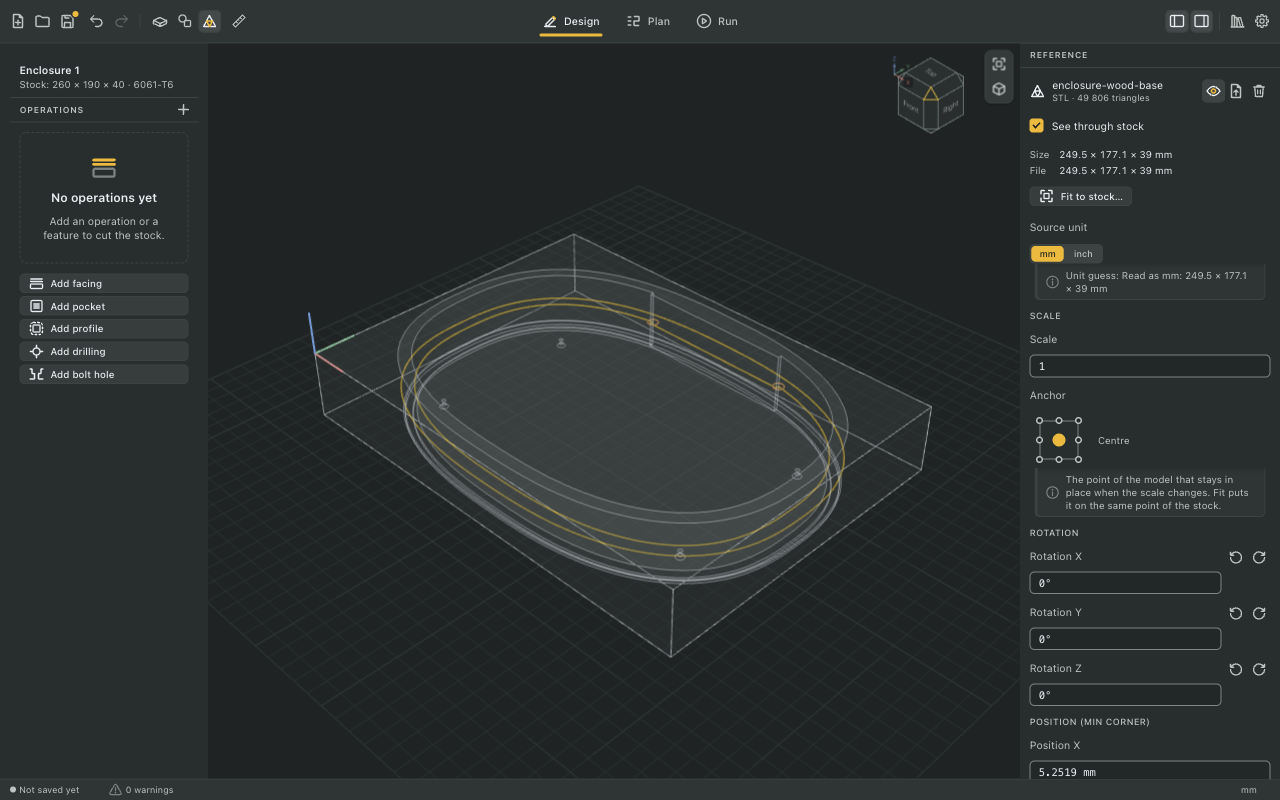 Design
Plan
Run
Enclosure 1
Stock: 260 × 190 × 40 · 6061-T6
OPERATIONS
No operations yet
Add an operation or a
feature to cut the stock.
Add facing
Add pocket
Add profile
Add drilling
Add bolt hole
Top
Front
Right
REFERENCE
enclosure-wood-base
STL · 49 806 triangles
See through stock
Size 249.5 × 177.1 × 39 mm
File 249.5 × 177.1 × 39 mm
Fit to stock...
Source unit
mm inch
Unit guess: Read as mm: 249.5 × 177.1
× 39 mm
SCALE
Scale
1
Anchor
Centre
The point of the model that stays in
place when the scale changes. Fit puts
it on the same point of the stock.
ROTATION
Rotation X
0°
Rotation Y
0°
Rotation Z
0°
POSITION (MIN CORNER)
Position X
5.2519 mm
Not saved yet
0 warnings
mm